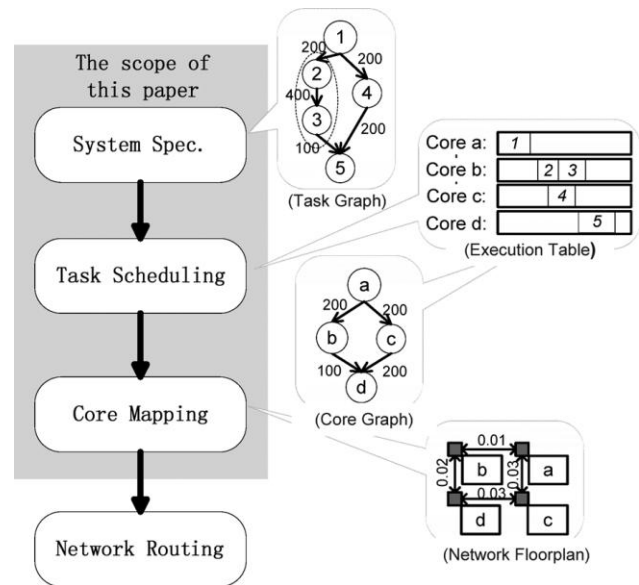 The scope of
this paper
System Spec.
Task Scheduling
Core Mapping
Network Routing
1
200
200
2
400
4
3
200
100
5
(Task Graph)
Core a: 1
Core b: 2 3
Core c: 4
Core d: 5
(Execution Table)
a
200
200
b
c
100
200
d
(Core Graph)
0.01
0.02
b
0.03
a
0.03
d
c
(Network Floorplan)